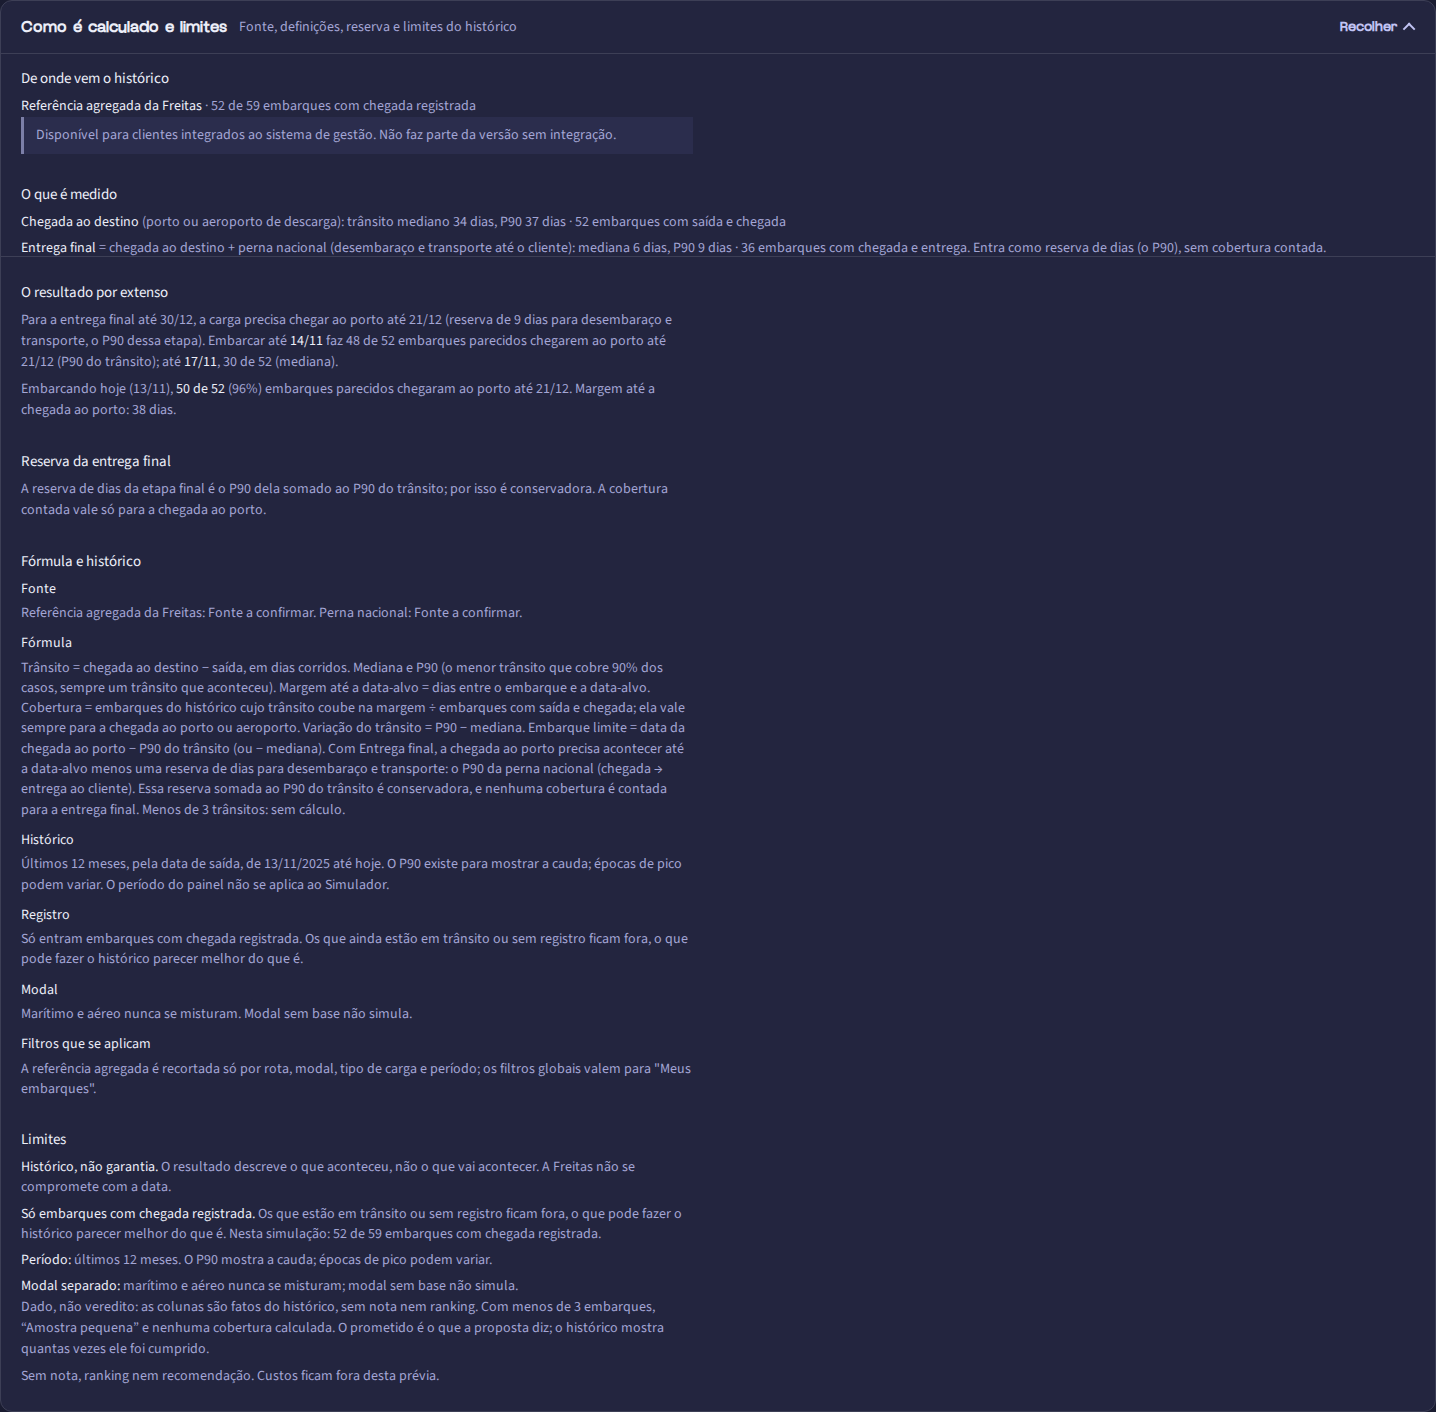 Como é calculado e limites Fonte, definições, reserva e limites do histórico Recolher
De onde vem o histórico
Referência agregada da Freitas · 52 de 59 embarques com chegada registrada
Disponível para clientes integrados ao sistema de gestão. Não faz parte da versão sem integração.
O que é medido
Chegada ao destino (porto ou aeroporto de descarga): trânsito mediano 34 dias, P90 37 dias · 52 embarques com saída e chegada
Entrega final = chegada ao destino + perna nacional (desembaraço e transporte até o cliente): mediana 6 dias, P90 9 dias · 36 embarques com chegada e entrega. Entra como reserva de dias (o P90), sem cobertura contada.
O resultado por extenso
Para a entrega final até 30/12, a carga precisa chegar ao porto até 21/12 (reserva de 9 dias para desembaraço e
transporte, o P90 dessa etapa). Embarcar até 14/11 faz 48 de 52 embarques parecidos chegarem ao porto até
21/12 (P90 do trânsito); até 17/11, 30 de 52 (mediana).
Embarcando hoje (13/11), 50 de 52 (96%) embarques parecidos chegaram ao porto até 21/12. Margem até a
chegada ao porto: 38 dias.
Reserva da entrega final
A reserva de dias da etapa final é o P90 dela somado ao P90 do trânsito; por isso é conservadora. A cobertura
contada vale só para a chegada ao porto.
Fórmula e histórico
Fonte
Referência agregada da Freitas: Fonte a confirmar. Perna nacional: Fonte a confirmar.
Fórmula
Trânsito = chegada ao destino − saída, em dias corridos. Mediana e P90 (o menor trânsito que cobre 90% dos
casos, sempre um trânsito que aconteceu). Margem até a data-alvo = dias entre o embarque e a data-alvo.
Cobertura = embarques do histórico cujo trânsito coube na margem ÷ embarques com saída e chegada; ela vale
sempre para a chegada ao porto ou aeroporto. Variação do trânsito = P90 − mediana. Embarque limite = data da
chegada ao porto − P90 do trânsito (ou − mediana). Com Entrega final, a chegada ao porto precisa acontecer até
a data-alvo menos uma reserva de dias para desembaraço e transporte: o P90 da perna nacional (chegada →
entrega ao cliente). Essa reserva somada ao P90 do trânsito é conservadora, e nenhuma cobertura é contada
para a entrega final. Menos de 3 trânsitos: sem cálculo.
Histórico
Últimos 12 meses, pela data de saída, de 13/11/2025 até hoje. O P90 existe para mostrar a cauda; épocas de pico
podem variar. O período do painel não se aplica ao Simulador.
Registro
Só entram embarques com chegada registrada. Os que ainda estão em trânsito ou sem registro ficam fora, o que
pode fazer o histórico parecer melhor do que é.
Modal
Marítimo e aéreo nunca se misturam. Modal sem base não simula.
Filtros que se aplicam
A referência agregada é recortada só por rota, modal, tipo de carga e período; os filtros globais valem para "Meus
embarques".
Limites
Histórico, não garantia. O resultado descreve o que aconteceu, não o que vai acontecer. A Freitas não se
compromete com a data.
Só embarques com chegada registrada. Os que estão em trânsito ou sem registro ficam fora, o que pode fazer o
histórico parecer melhor do que é. Nesta simulação: 52 de 59 embarques com chegada registrada.
Período: últimos 12 meses. O P90 mostra a cauda; épocas de pico podem variar.
Modal separado: marítimo e aéreo nunca se misturam; modal sem base não simula.
Dado, não veredito: as colunas são fatos do histórico, sem nota nem ranking. Com menos de 3 embarques,
“Amostra pequena” e nenhuma cobertura calculada. O prometido é o que a proposta diz; o histórico mostra
quantas vezes ele foi cumprido.
Sem nota, ranking nem recomendação. Custos ficam fora desta prévia.